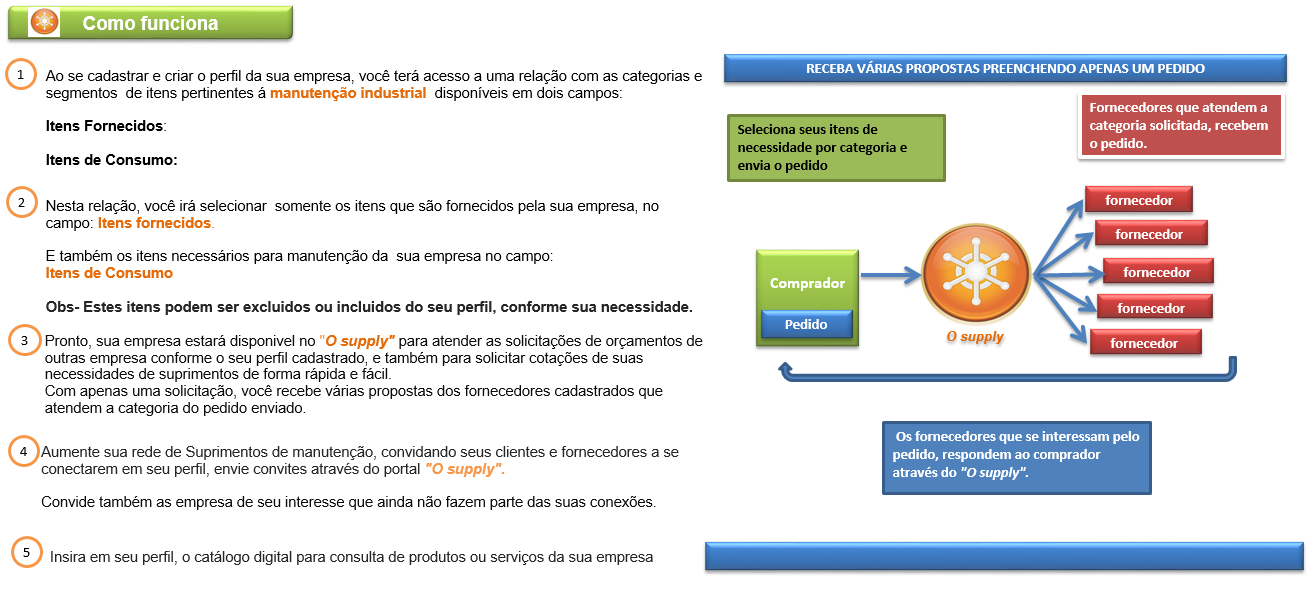 Como funciona
1
Ao se cadastrar e criar o perfil da sua empresa, você terá acesso a uma relação com as categorias e
segmentos de itens pertinentes á manutenção industrial disponíveis em dois campos:
Itens Fornecidos:
Itens de Consumo:
2
Nesta relação, você irá selecionar somente os itens que são fornecidos pela sua empresa, no
campo: Itens fornecidos.
E também os itens necessários para manutenção da sua empresa no campo:
Itens de Consumo
Obs- Estes itens podem ser excluidos ou incluidos do seu perfil, conforme sua necessidade.
3
Pronto, sua empresa estará disponivel no "O supply" para atender as solicitações de orçamentos de
outras empresa conforme o seu perfil cadastrado, e também para solicitar cotações de suas
necessidades de suprimentos de forma rápida e fácil.
Com apenas uma solicitação, você recebe várias propostas dos fornecedores cadastrados que
atendem a categoria do pedido enviado.
4
Aumente sua rede de Suprimentos de manutenção, convidando seus clientes e fornecedores a se
conectarem em seu perfil, envie convites através do portal "O supply".
Convide também as empresa de seu interesse que ainda não fazem parte das suas conexões.
5
Insira em seu perfil, o catálogo digital para consulta de produtos ou serviços da sua empresa
RECEBA VÁRIAS PROPOSTAS PREENCHENDO APENAS UM PEDIDO
Seleciona seus itens de
necessidade por categoria e
envia o pedido
Fornecedores que atendem a
categoria solicitada, recebem
o pedido.
Comprador
Pedido
O supply
fornecedor
fornecedor
fornecedor
fornecedor
fornecedor
Os fornecedores que se interessam pelo
pedido, respondem ao comprador
através do "O supply".